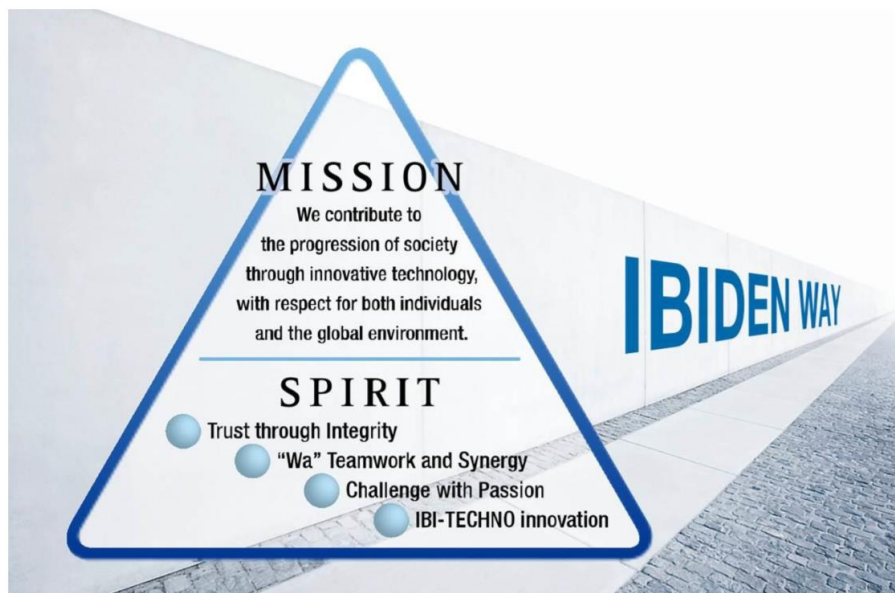 MISSION
We contribute to
the progression of society
through innovative technology,
with respect for both individuals
and the global environment.
SPIRIT
Trust through Integrity
“Wa” Teamwork and Synergy
Challenge with Passion
IBI-TECHNO innovation
IBIDEN WAY